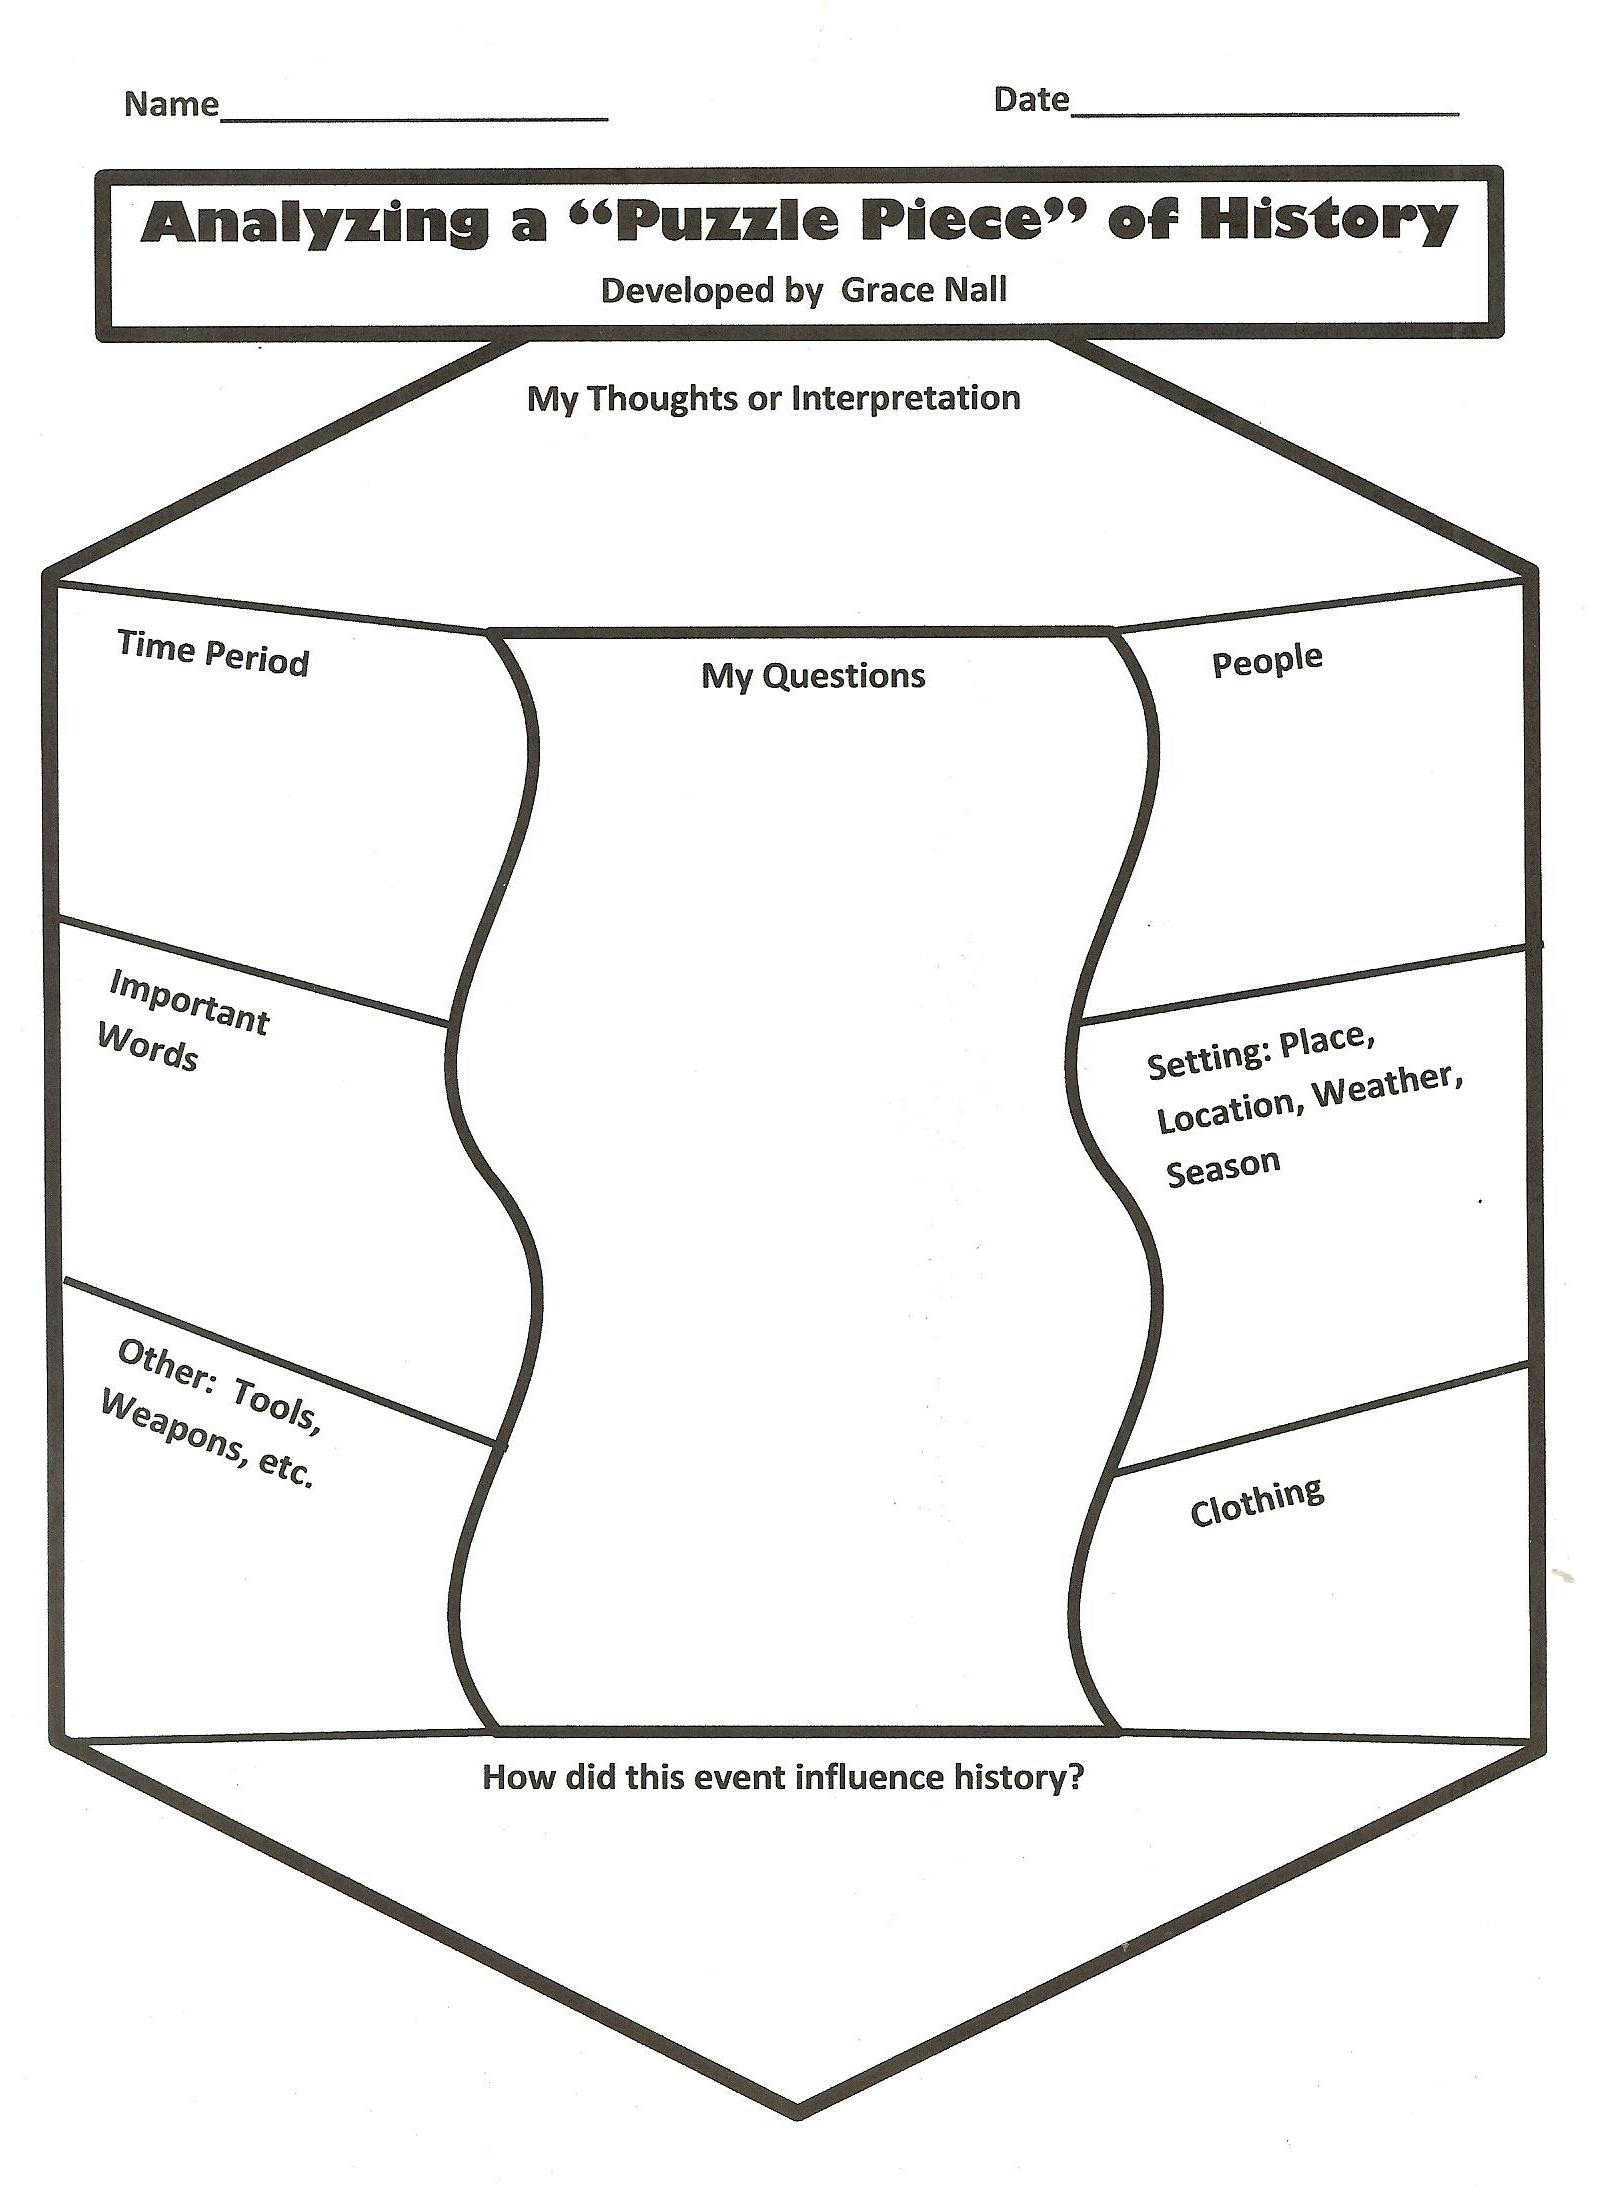 Name
Date
Analyzing a “Puzzle Piece” of History
Developed by Grace Nall
My Thoughts or Interpretation
Time Period
My Questions
People
Important
Words
Setting: Place,
Location, Weather,
Season
Other: Tools,
Weapons, etc.
Clothing
How did this event influence history?